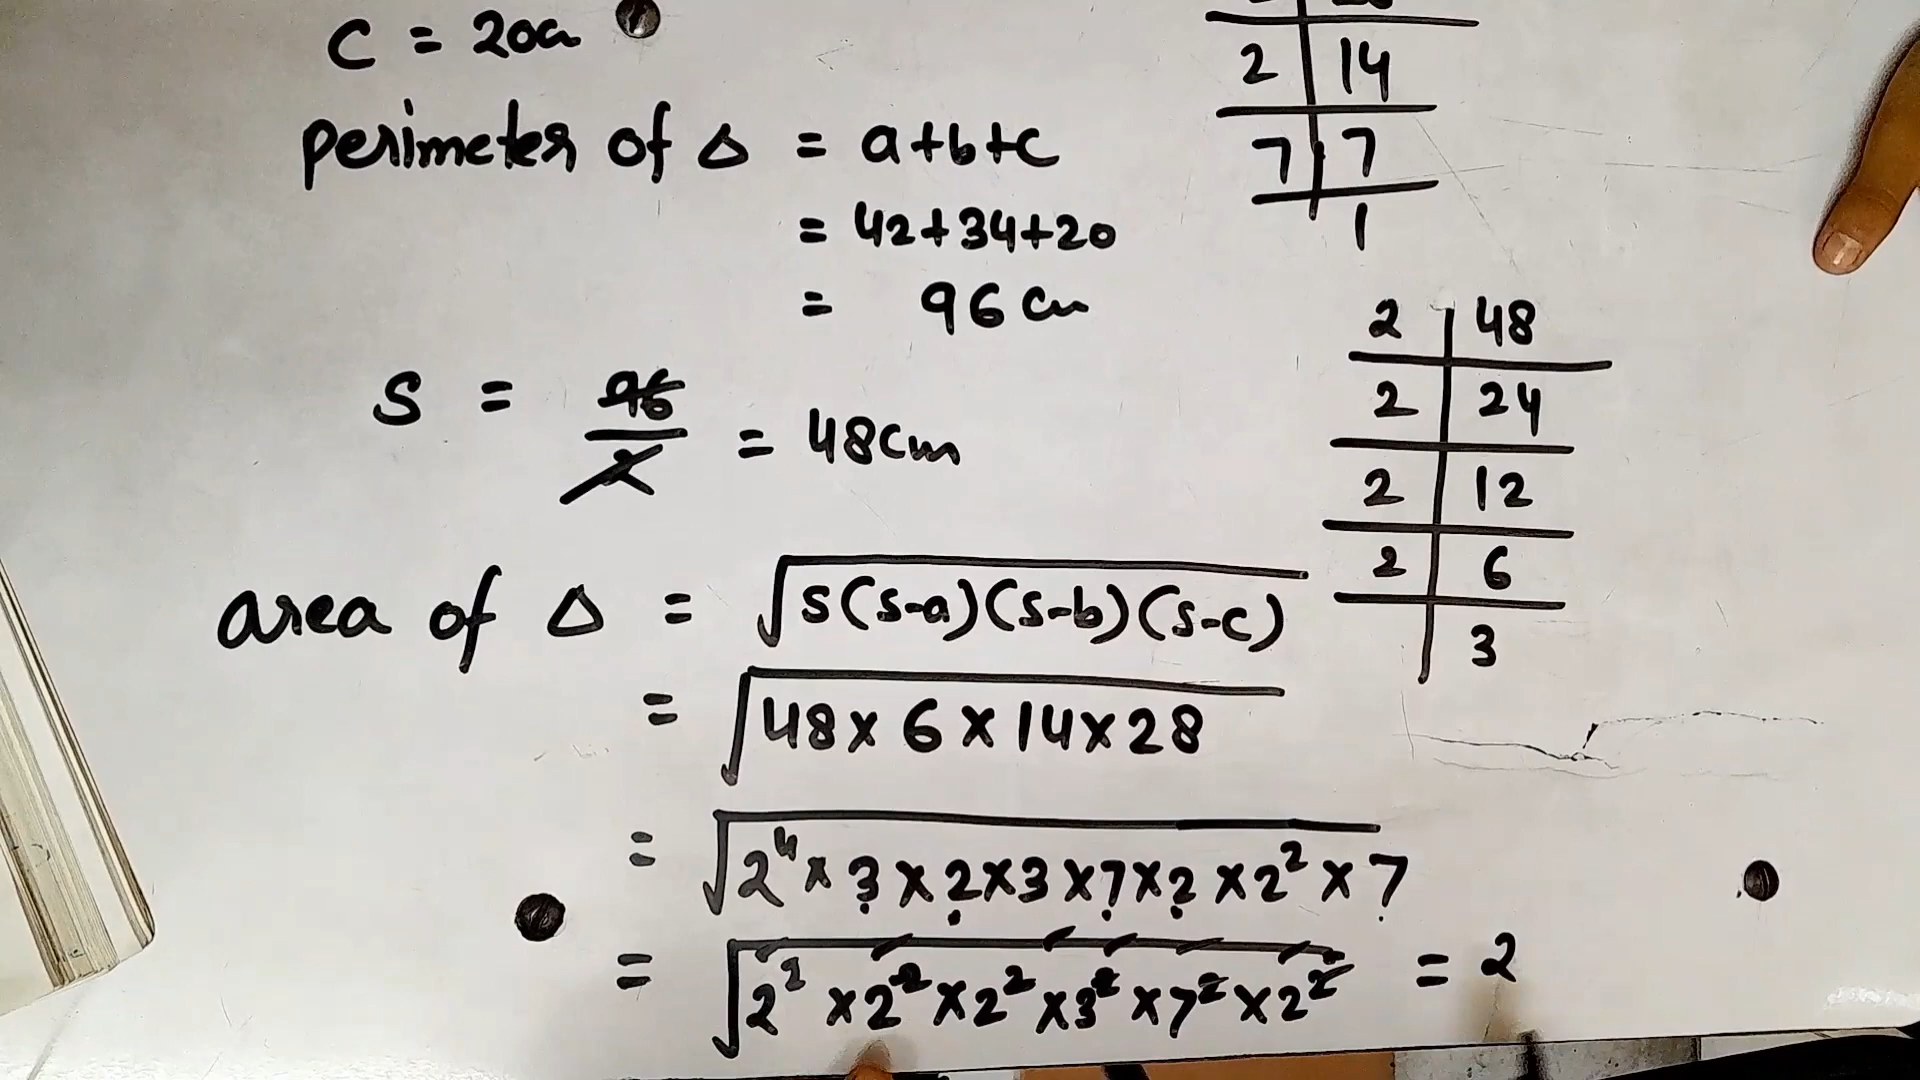 C = 20cm
perimeter of Δ = a+b+c
= 42+34+20
= 96 cm
S = 96/2 = 48cm
area of Δ = √s(s-a)(s-b)(s-c)
= √48 x 6 x 14 x 28
= √2⁴ x 3 x 2 x 3 x 7 x 2 x 2² x 7
= √2² x 2² x 2² x 3² x 7² x 2² = 2
2 | 14
7 | 7
1
2 | 48
2 | 24
2 | 12
2 | 6
3